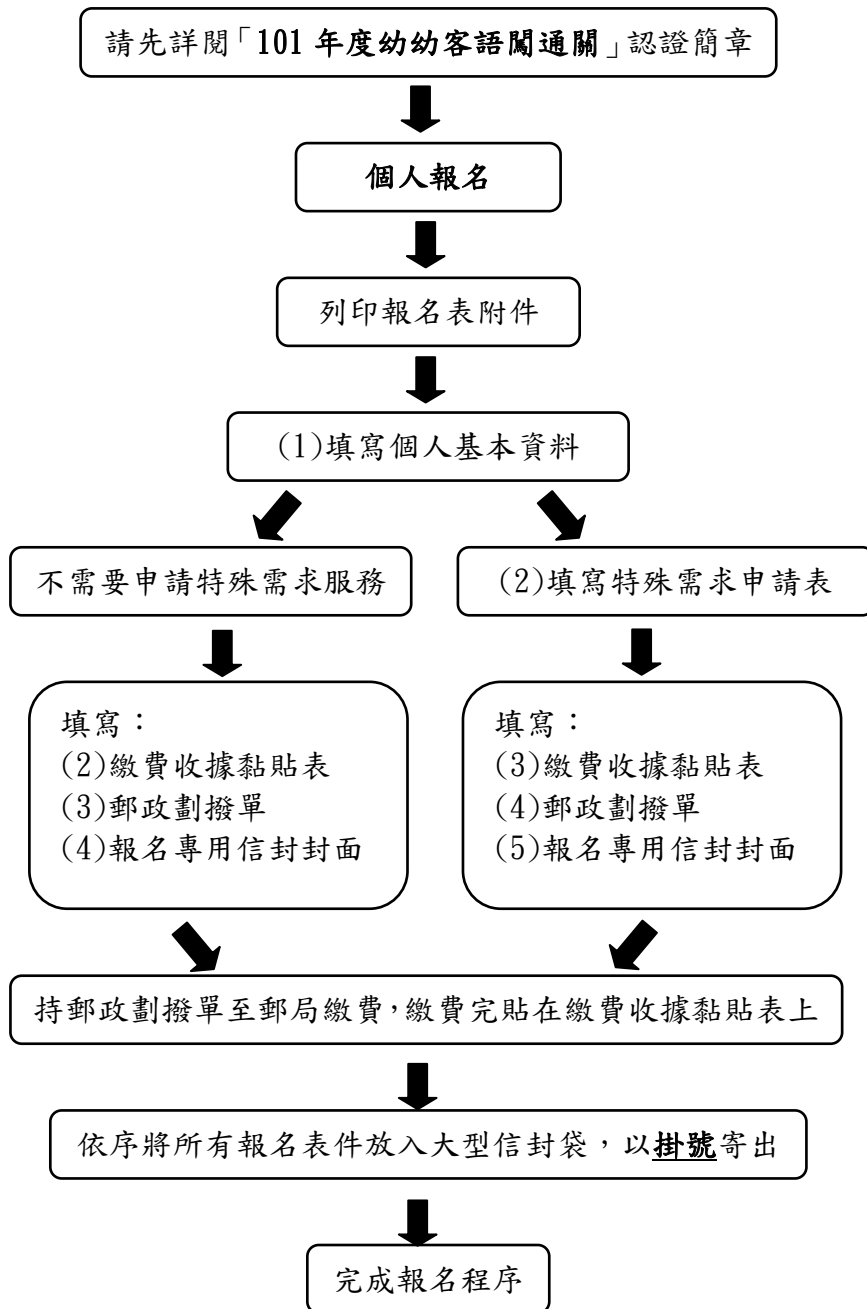 請先詳閱「101 年度幼幼客語闖通關」認證簡章
個人報名
列印報名表附件
(1)填寫個人基本資料
不需要申請特殊需求服務
(2)填寫特殊需求申請表
填寫：
(2)繳費收據黏貼表
(3)郵政劃撥單
(4)報名專用信封封面
填寫：
(3)繳費收據黏貼表
(4)郵政劃撥單
(5)報名專用信封封面
持郵政劃撥單至郵局繳費，繳費完貼在繳費收據黏貼表上
依序將所有報名表件放入大型信封袋，以掛號寄出
完成報名程序